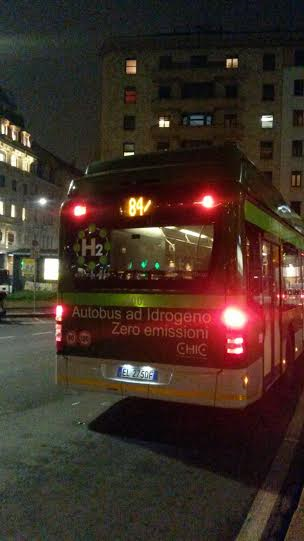 84/
H2
Autobus ad Idrogeno
Zero emissioni
CHIC